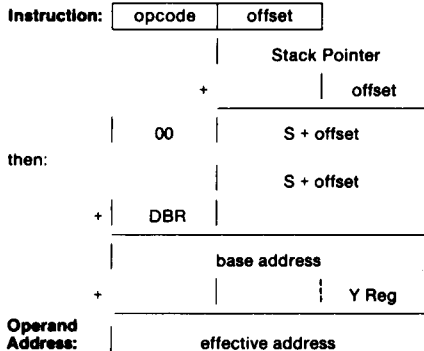 Instruction: opcode offset
Stack Pointer
+ offset
00 S + offset
then:
S + offset
+ DBR
base address
+ Y Reg
Operand
Address: effective address